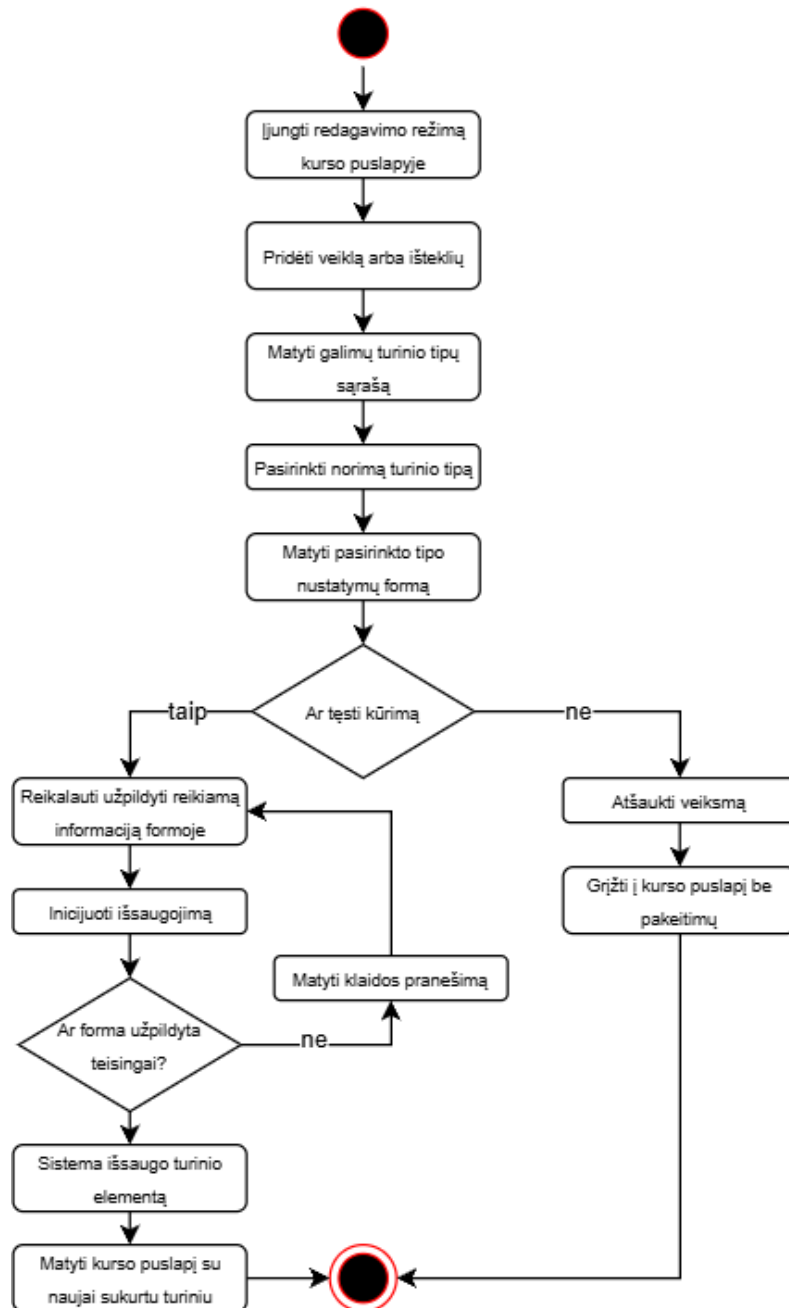 Įjungti redagavimo režimą
kurso puslapyje
Pridėti veiklą arba išteklių
Matyti galimų turinio tipų
sąrašą
Pasirinkti norimą turinio tipą
Matyti pasirinkto tipo
nustatymų formą
Ar tęsti kūrimą
taip
ne
Reikalauti užpildyti reikiamą
informaciją formoje
Atšaukti veiksmą
Inicijuoti išsaugojimą
Grįžti į kurso puslapį be
pakeitimų
Matyti klaidos pranešimą
Ar forma užpildyta
teisingai?
ne
Sistema išsaugo turinio
elementą
Matyti kurso puslapį su
naujai sukurtu turiniu